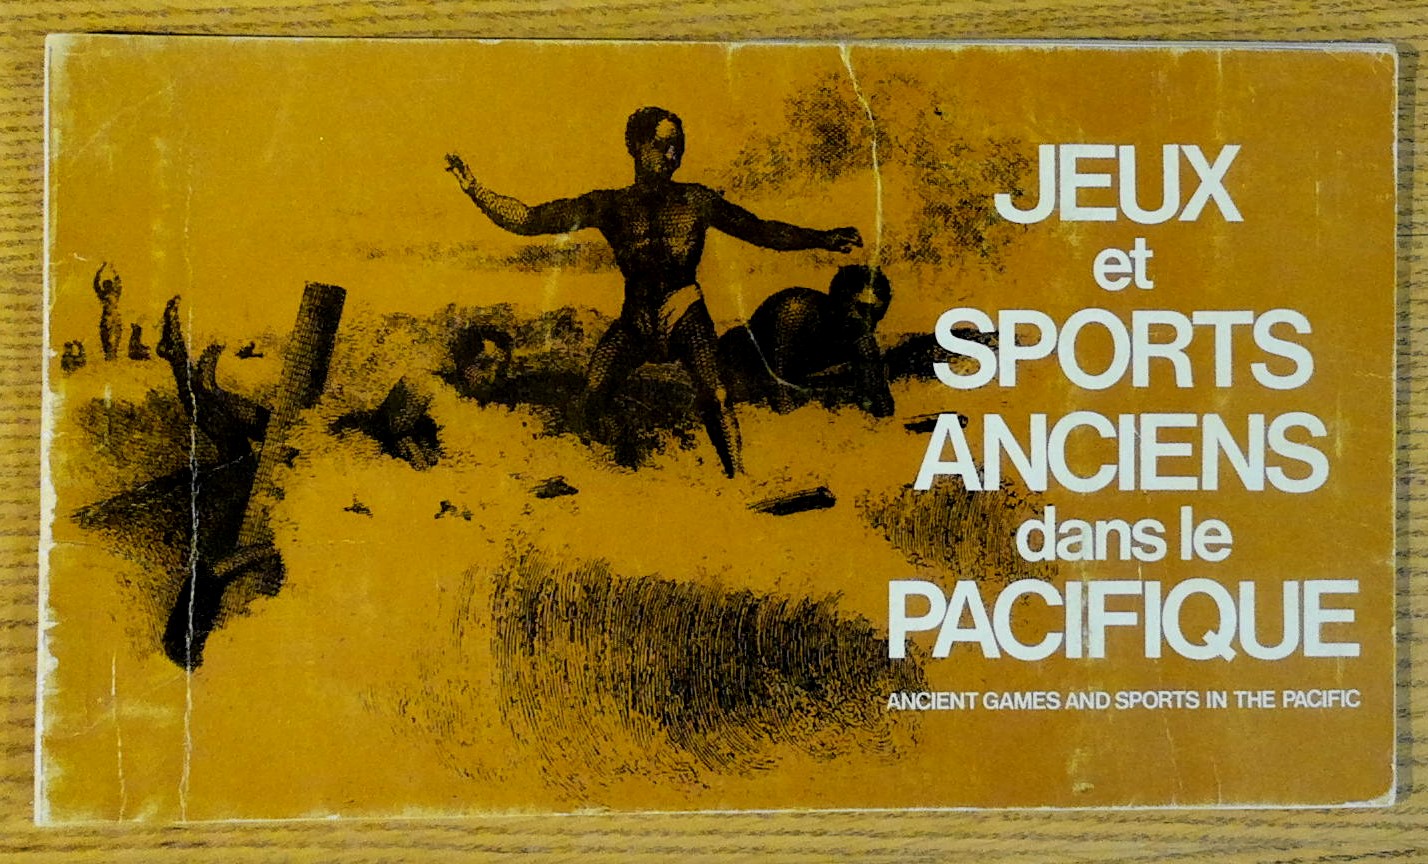 JEUX
et
SPORTS
ANCIENS
dans le
PACIFIQUE
ANCIENT GAMES AND SPORTS IN THE PACIFIC